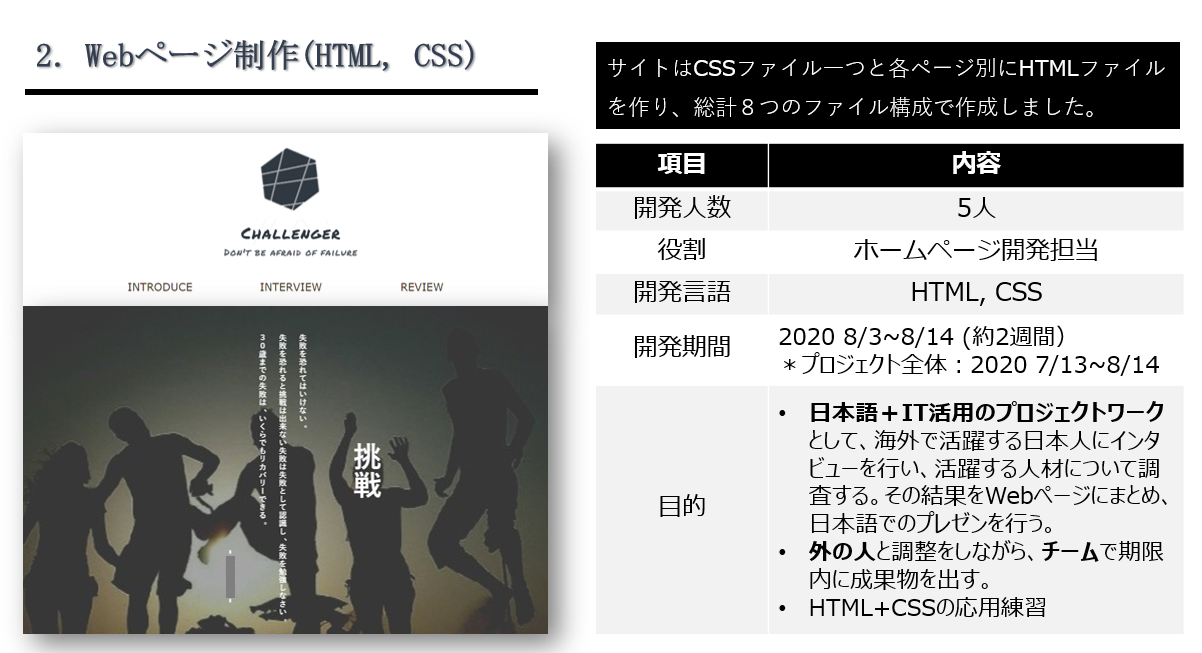 2. Webページ制作(HTML, CSS)
サイトはCSSファイル一つと各ページ別にHTMLファイル
を作り、総計８つのファイル構成で作成しました。
CHALLENGER
DON'T BE AFRAID OF FAILURE
INTRODUCE INTERVIEW REVIEW
挑戦
失敗を恐れてはいけない。
失敗を恐れると挑戦は出来ない失敗は失敗として認識し、失敗を勉強しなさい。
３０歳までの失敗は、いくらでもリカバリーできる。
項目 内容
開発人数 5人
役割 ホームページ開発担当
開発言語 HTML, CSS
開発期間 2020 8/3~8/14 (約2週間）
＊プロジェクト全体：2020 7/13~8/14
目的
• 日本語＋IT活用のプロジェクトワーク
として、海外で活躍する日本人にインタ
ビューを行い、活躍する人材について調
査する。その結果をWebページにまとめ、
日本語でのプレゼンを行う。
• 外の人と調整をしながら、チームで期限
内に成果物を出す。
• HTML+CSSの応用練習